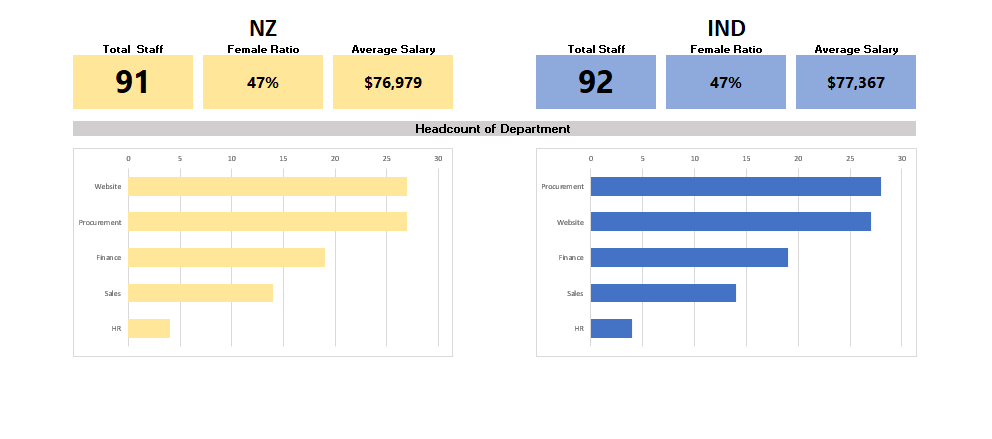 NZ
IND
Total Staff Female Ratio Average Salary
Total Staff Female Ratio Average Salary
91 47% $76,979
92 47% $77,367
Headcount of Department
0 5 10 15 20 25 30
Website
Procurement
Finance
Sales
HR
0 5 10 15 20 25 30
Procurement
Website
Finance
Sales
HR